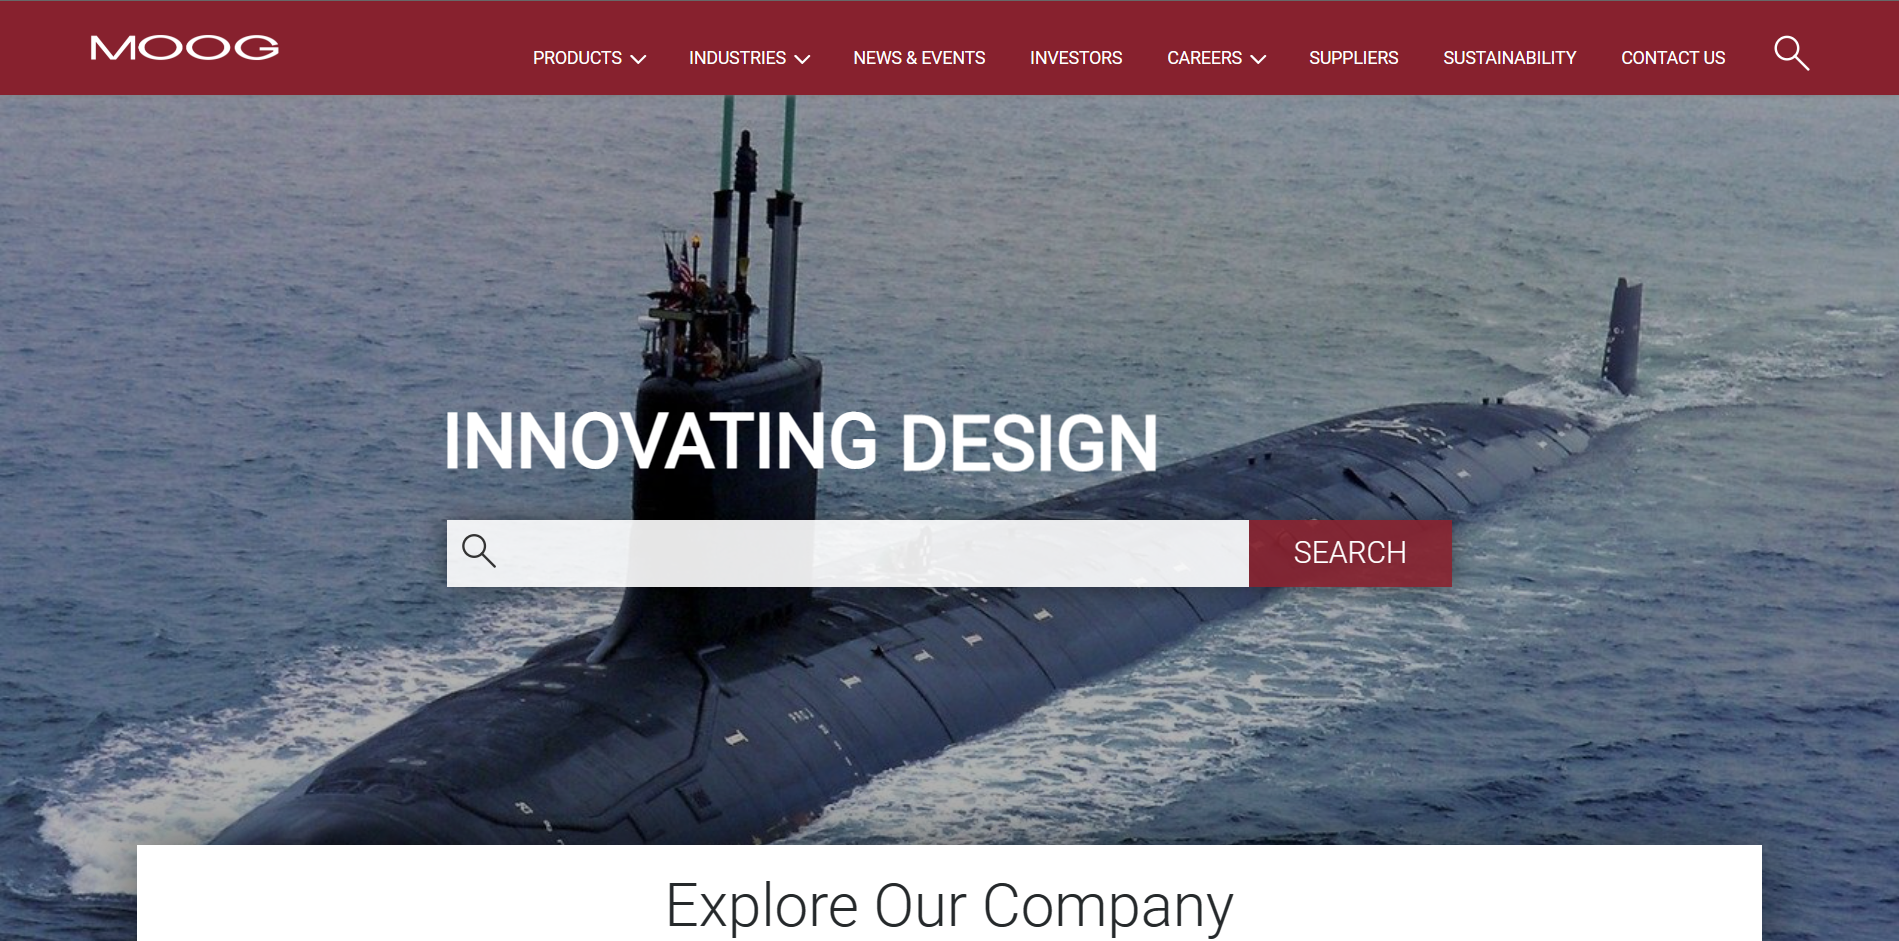 MOOG
PRODUCTS INDUSTRIES NEWS & EVENTS INVESTORS CAREERS SUPPLIERS SUSTAINABILITY CONTACT US
INNOVATING DESIGN
SEARCH
Explore Our Company